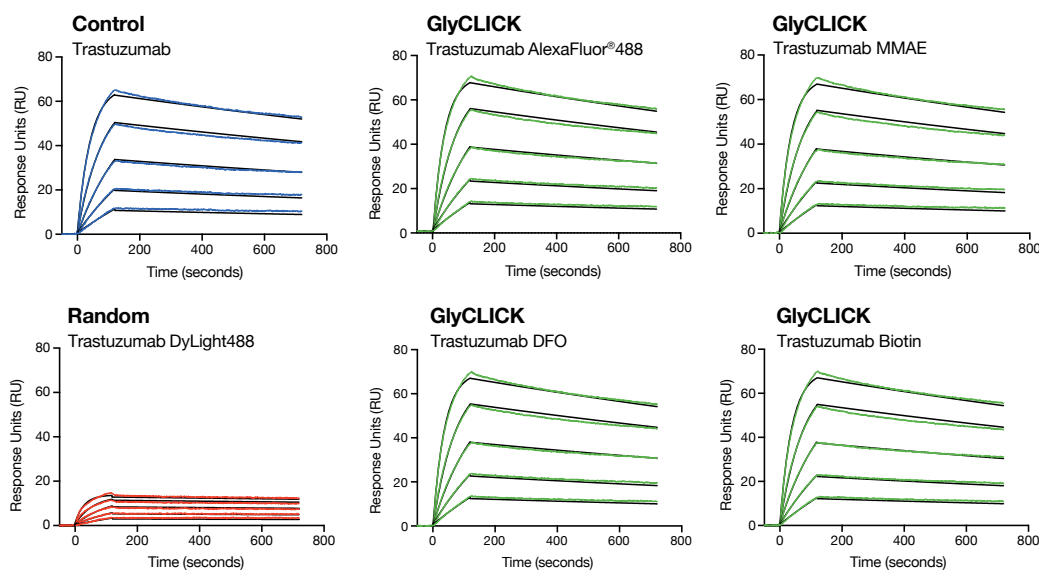 Control
Trastuzumab
Response Units (RU)
80
60
40
20
0
0
200
400
600
800
Time (seconds)
GlyCLICK
Trastuzumab AlexaFluor®488
Response Units (RU)
80
60
40
20
0
0
200
400
600
800
Time (seconds)
GlyCLICK
Trastuzumab MMAE
Response Units (RU)
80
60
40
20
0
0
200
400
600
800
Time (seconds)
Random
Trastuzumab DyLight488
Response Units (RU)
80
60
40
20
0
0
200
400
600
800
Time (seconds)
GlyCLICK
Trastuzumab DFO
Response Units (RU)
80
60
40
20
0
0
200
400
600
800
Time (seconds)
GlyCLICK
Trastuzumab Biotin
Response Units (RU)
80
60
40
20
0
0
200
400
600
800
Time (seconds)